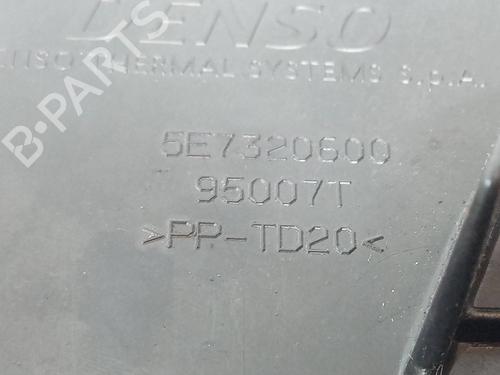 DENSO
DENSO THERMAL SYSTEMS S.p.A.
5E7320600
95007T
>PP-TD20<
B-PARTS